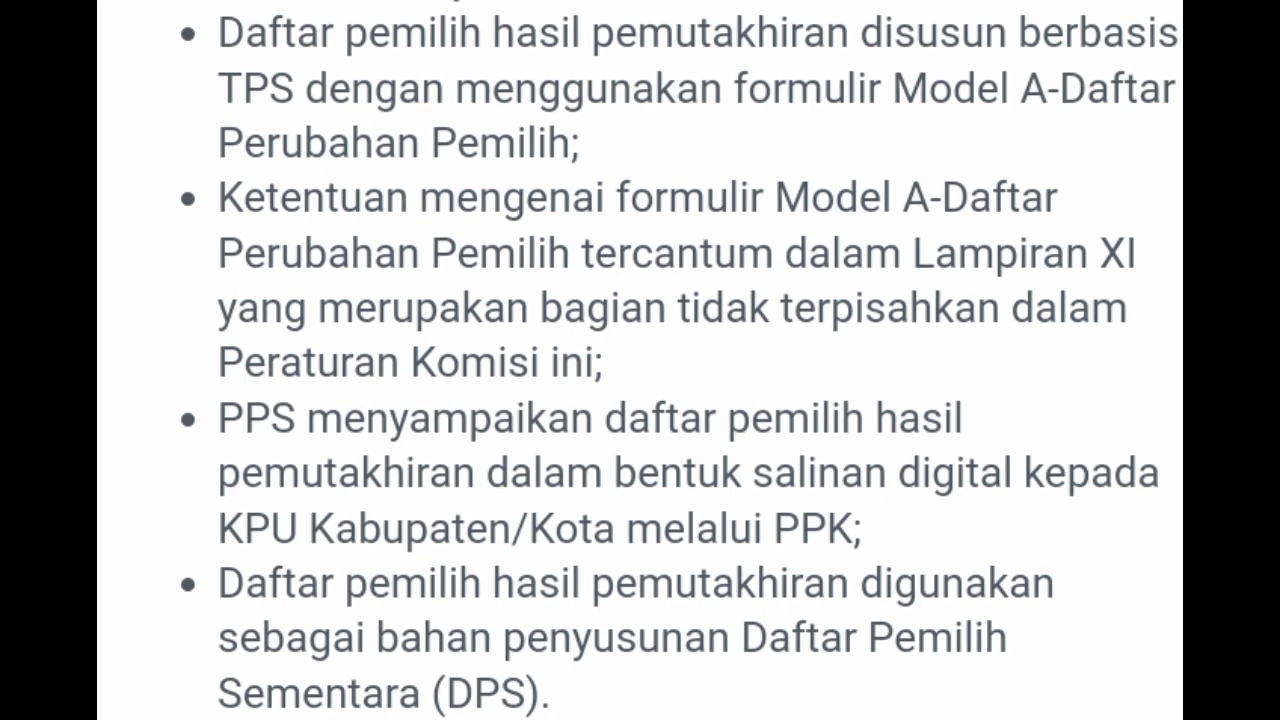 • Daftar pemilih hasil pemutakhiran disusun berbasis
TPS dengan menggunakan formulir Model A-Daftar
Perubahan Pemilih;
• Ketentuan mengenai formulir Model A-Daftar
Perubahan Pemilih tercantum dalam Lampiran XI
yang merupakan bagian tidak terpisahkan dalam
Peraturan Komisi ini;
• PPS menyampaikan daftar pemilih hasil
pemutakhiran dalam bentuk salinan digital kepada
KPU Kabupaten/Kota melalui PPK;
• Daftar pemilih hasil pemutakhiran digunakan
sebagai bahan penyusunan Daftar Pemilih
Sementara (DPS).